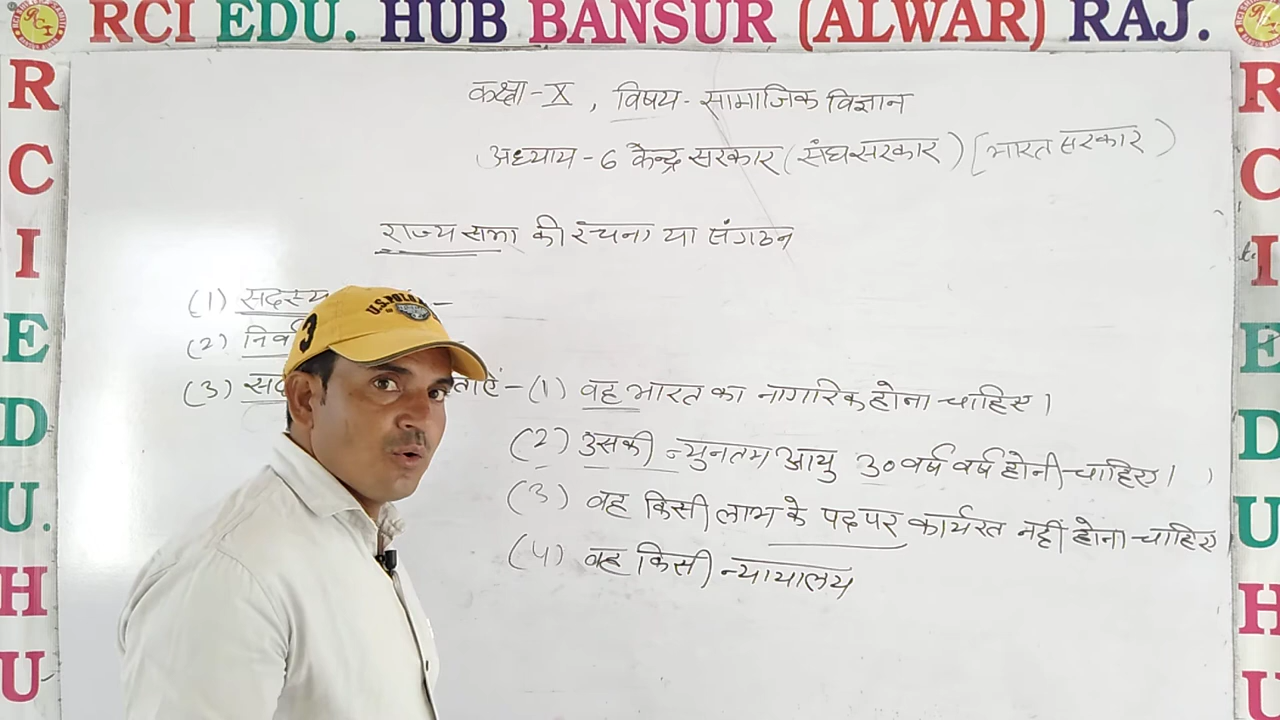 RCI EDU. HUB BANSUR (ALWAR) RAJ.
R C I E D U. H U
R C I E D U H U
कक्षा - X , विषय - सामाजिक विज्ञान
अध्याय - 6 केन्द्र सरकार (संघ सरकार) [भारत सरकार)
राज्य सभा की रचना या संगठन
(1) सदस्य –
(2)
(3) – (1) वह भारत का नागरिक होना चाहिए।
(2) उसकी न्युनतम आयु 30 वर्ष वर्ष होनी चाहिए।
(3) वह किसी लाभ के पद पर कार्यरत नहीं होना चाहिए
(4) वह किसी न्यायालय
U.S. POLO
3